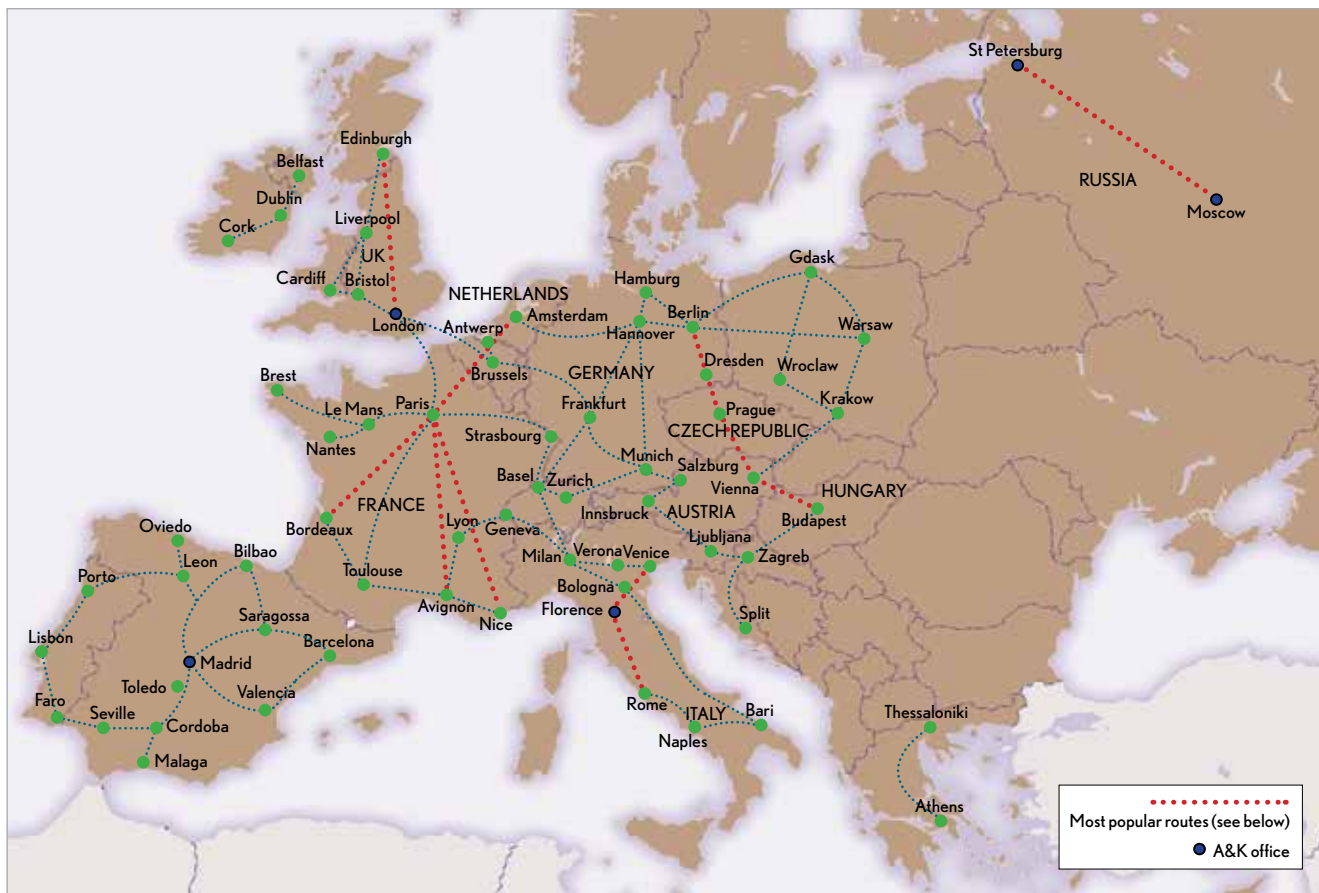 St Petersburg
Edinburgh
Belfast
RUSSIA
Dublin
Moscow
Liverpool
Cork
UK
Gdask
Cardiff
Bristol
Hamburg
NETHERLANDS
London
Antwerp
Amsterdam
Hannover
Berlin
Warsaw
Brussels
GERMANY
Dresden
Wroclaw
Brest
Le Mans
Paris
Frankfurt
Krakow
Prague
CZECH REPUBLIC
Nantes
Strasbourg
Munich
Salzburg
Basel
Zurich
Vienna
HUNGARY
FRANCE
Innsbruck
AUSTRIA
Budapest
Bordeaux
Lyon
Geneva
Oviedo
Bilbao
Ljubljana
Leon
Milan
Verona
Venice
Zagreb
Porto
Toulouse
Bologna
Avignon
Florence
Nice
Saragossa
Split
Lisbon
Barcelona
Madrid
Toledo
Valencia
Faro
Seville
Cordoba
Rome
ITALY
Bari
Thessaloniki
Naples
Malaga
Athens
Most popular routes (see below)
A&K office